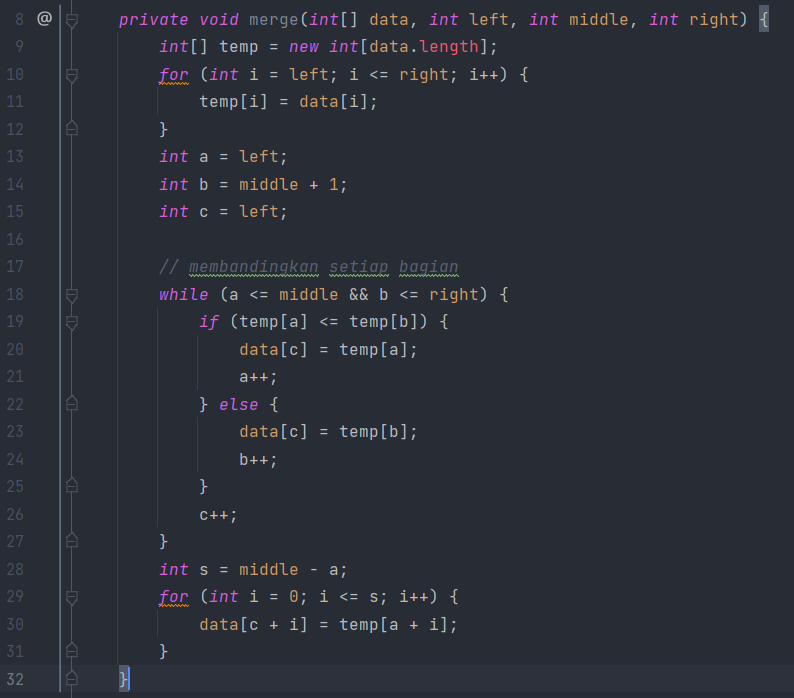 8 @ private void merge(int[] data, int left, int middle, int right) {
9 int[] temp = new int[data.length];
10 for (int i = left; i <= right; i++) {
11 temp[i] = data[i];
12 }
13 int a = left;
14 int b = middle + 1;
15 int c = left;
16
17 // membandingkan setiap bagian
18 while (a <= middle && b <= right) {
19 if (temp[a] <= temp[b]) {
20 data[c] = temp[a];
21 a++;
22 } else {
23 data[c] = temp[b];
24 b++;
25 }
26 c++;
27 }
28 int s = middle - a;
29 for (int i = 0; i <= s; i++) {
30 data[c + i] = temp[a + i];
31 }
32 }